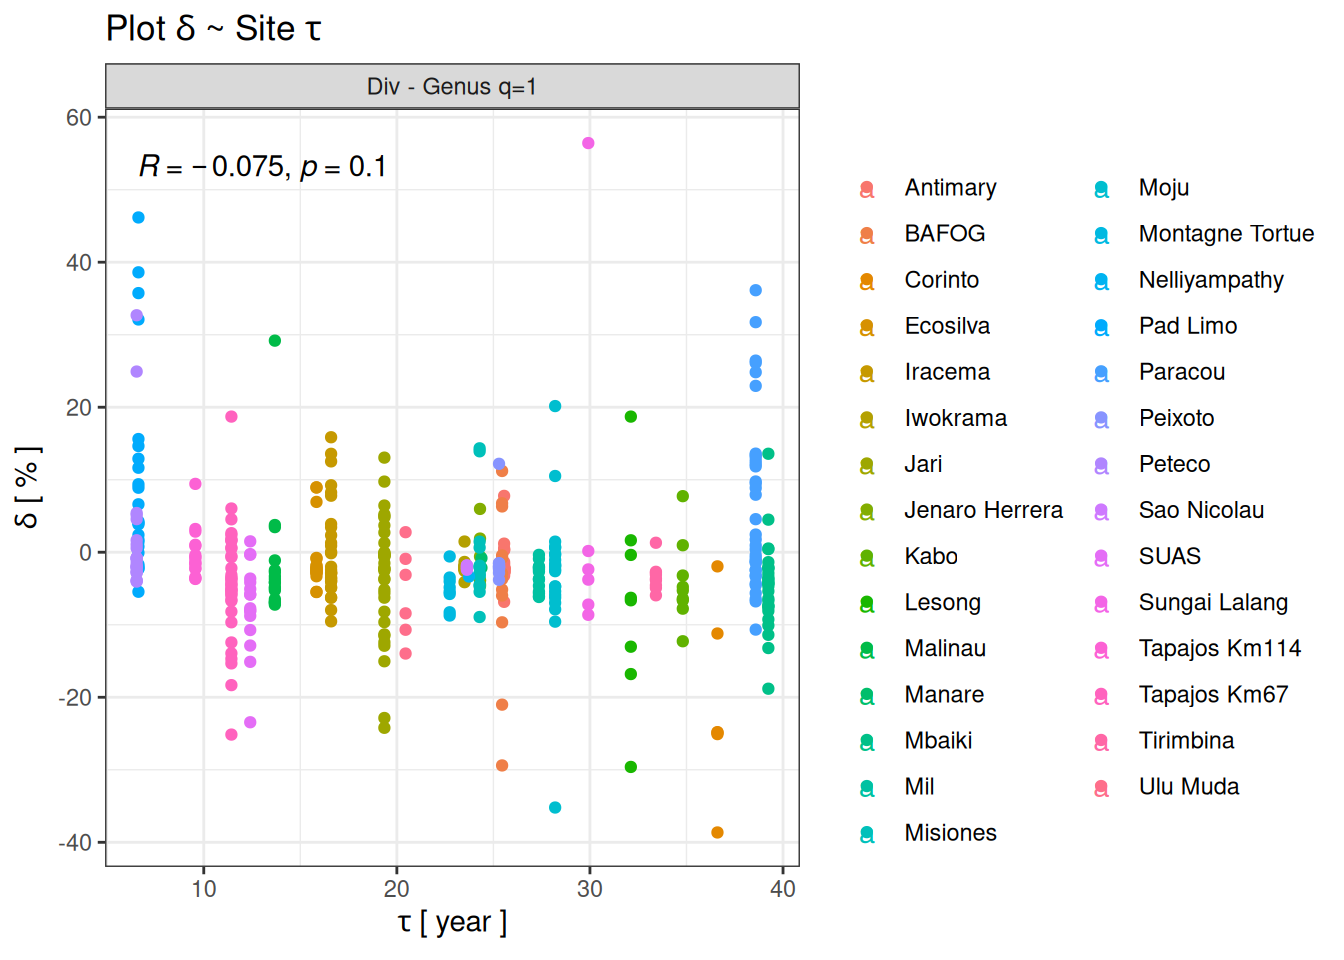 Plot δ ~ Site τ
Div - Genus q=1
R = −0.075, p = 0.1
60
40
20
0
-20
-40
δ [ % ]
10 20 30 40
τ [ year ]
a Antimary
a BAFOG
a Corinto
a Ecosilva
a Iracema
a Iwokrama
a Jari
a Jenaro Herrera
a Kabo
a Lesong
a Malinau
a Manare
a Mbaiki
a Mil
a Misiones
a Moju
a Montagne Tortue
a Nelliyampathy
a Pad Limo
a Paracou
a Peixoto
a Peteco
a Sao Nicolau
a SUAS
a Sungai Lalang
a Tapajos Km114
a Tapajos Km67
a Tirimbina
a Ulu Muda